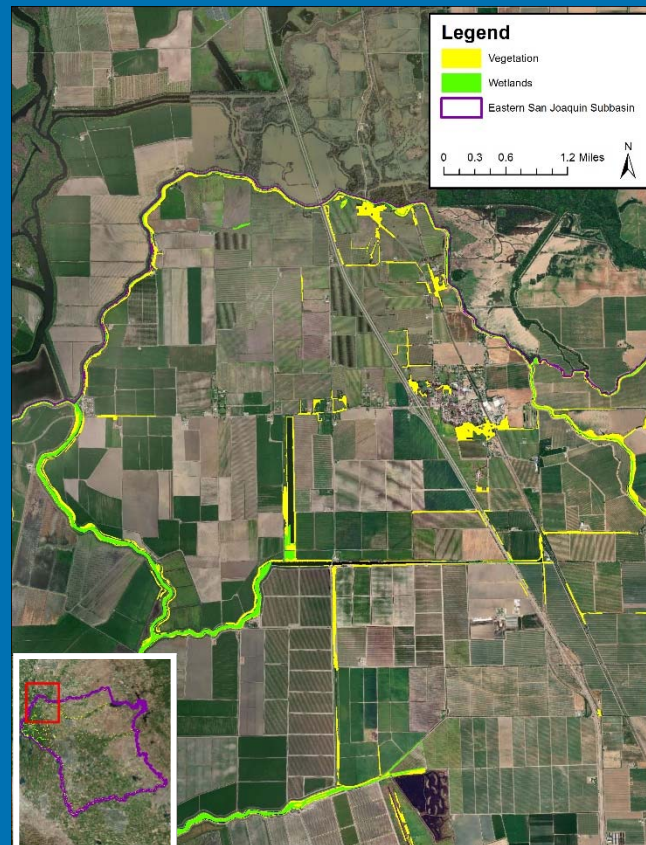 Legend
Vegetation
Wetlands
Eastern San Joaquin Subbasin
N
0 0.3 0.6 1.2 Miles